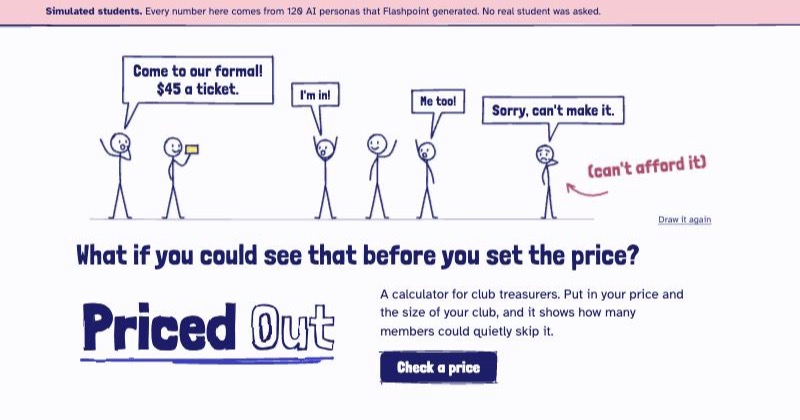 Simulated students. Every number here comes from 120 AI personas that Flashpoint generated. No real student was asked.
Come to our formal!
$45 a ticket.
I'm in!
Me too!
Sorry, can't make it.
(can't afford it)
Draw it again
What if you could see that before you set the price?
Priced Out
A calculator for club treasurers. Put in your price and
the size of your club, and it shows how many
members could quietly skip it.
Check a price